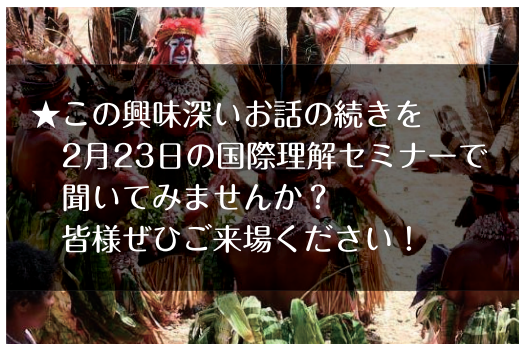 ★この興味深いお話の続きを
2月23日の国際理解セミナーで
聞いてみませんか？
皆様ぜひご来場ください！